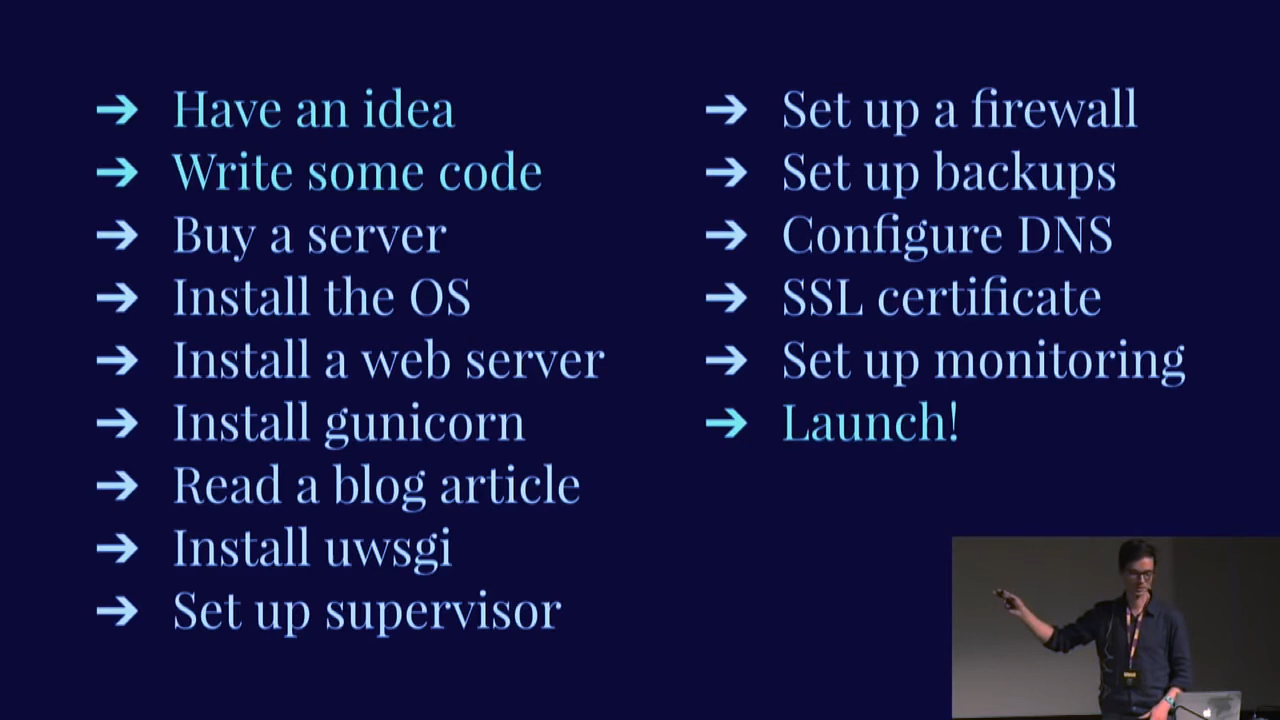 ➔ Have an idea
➔ Write some code
➔ Buy a server
➔ Install the OS
➔ Install a web server
➔ Install gunicorn
➔ Read a blog article
➔ Install uwsgi
➔ Set up supervisor
➔ Set up a firewall
➔ Set up backups
➔ Configure DNS
➔ SSL certificate
➔ Set up monitoring
➔ Launch!